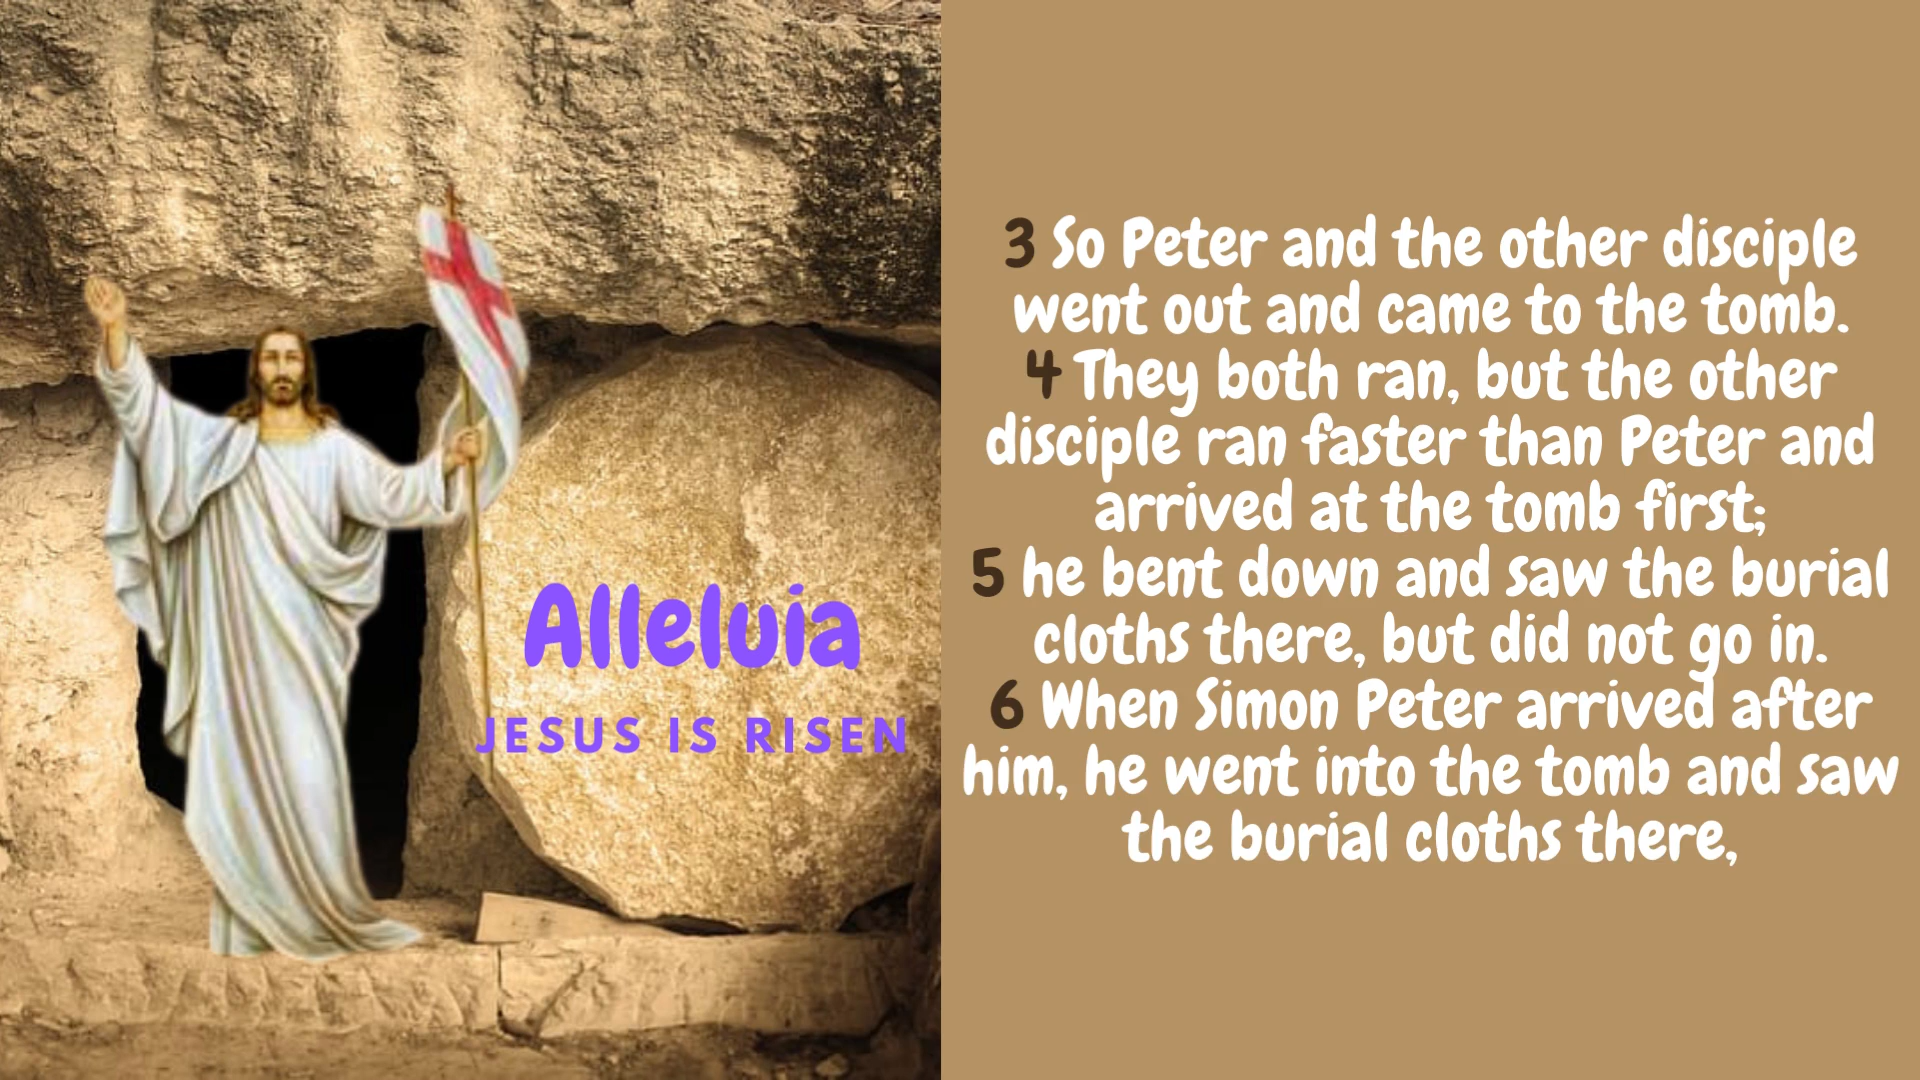 Alleluia
JESUS IS RISEN
3 So Peter and the other disciple
went out and came to the tomb.
4 They both ran, but the other
disciple ran faster than Peter and
arrived at the tomb first;
5 he bent down and saw the burial
cloths there, but did not go in.
6 When Simon Peter arrived after
him, he went into the tomb and saw
the burial cloths there,